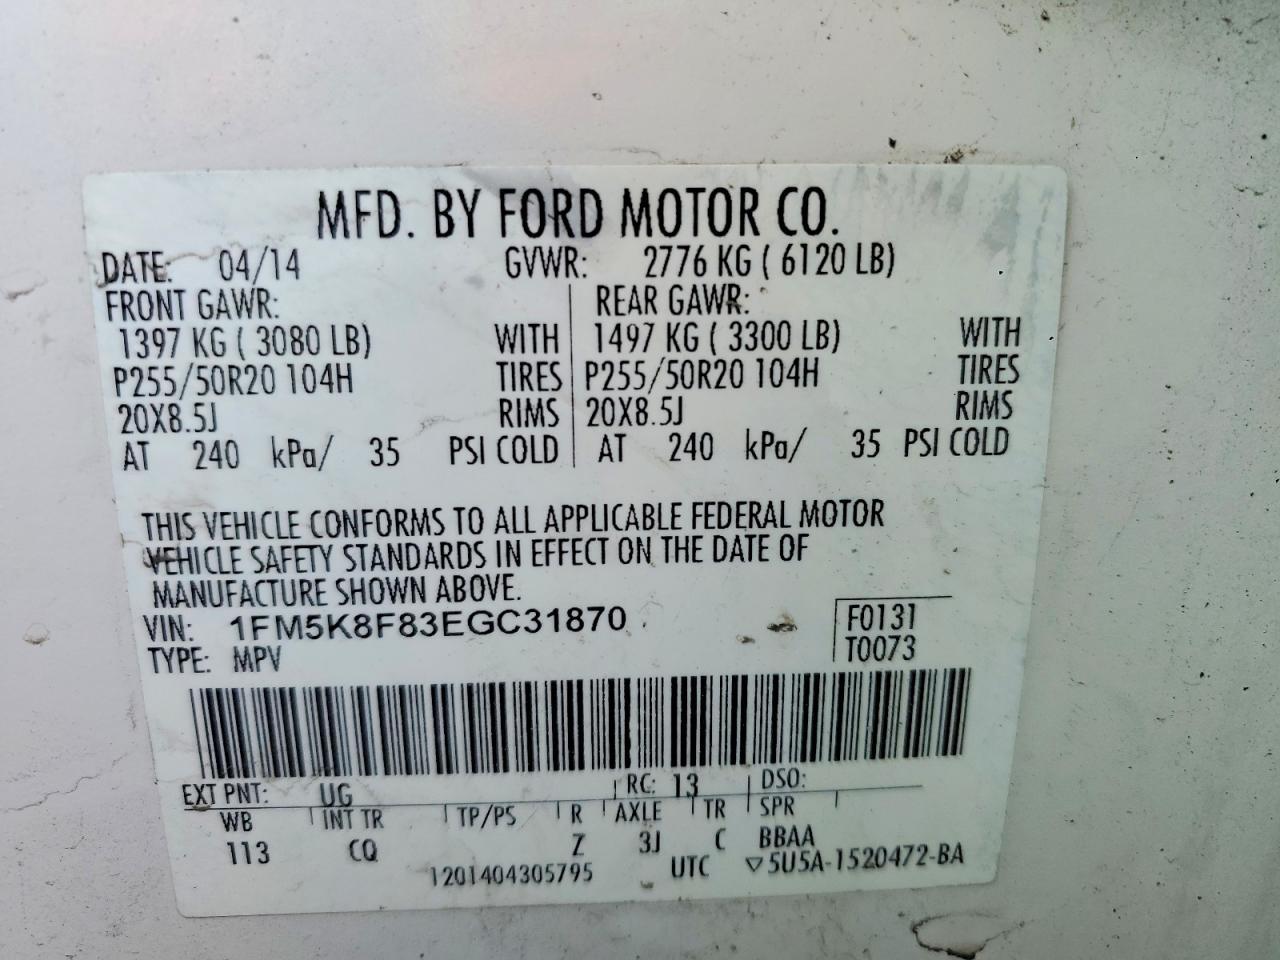 MFD. BY FORD MOTOR CO.
DATE: 04/14 GVWR: 2776 KG ( 6120 LB)
FRONT GAWR: REAR GAWR:
1397 KG ( 3080 LB) WITH 1497 KG ( 3300 LB) WITH
P255/50R20 104H TIRES P255/50R20 104H TIRES
20X8.5J RIMS 20X8.5J RIMS
AT 240 kPa/ 35 PSI COLD AT 240 kPa/ 35 PSI COLD
THIS VEHICLE CONFORMS TO ALL APPLICABLE FEDERAL MOTOR
VEHICLE SAFETY STANDARDS IN EFFECT ON THE DATE OF
MANUFACTURE SHOWN ABOVE.
VIN: 1FM5K8F83EGC31870 F0131
TYPE: MPV T0073
EXT PNT: UG RC: 13 DSO:
WB INT TR TP/PS R AXLE TR SPR
113 CQ Z 3J C BBAA
1201404305795 UTC ▽5U5A-1520472-BA